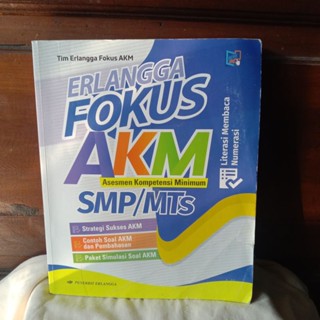 Tim Erlangga Fokus AKM
ERLANGGA
FOKUS
AKM
Asesmen Kompetensi Minimum
SMP/MTs
Literasi Membaca
Numerasi
Strategi Sukses AKM
Contoh Soal AKM
dan Pembahasan
Paket Simulasi Soal AKM
PENERBIT ERLANGGA